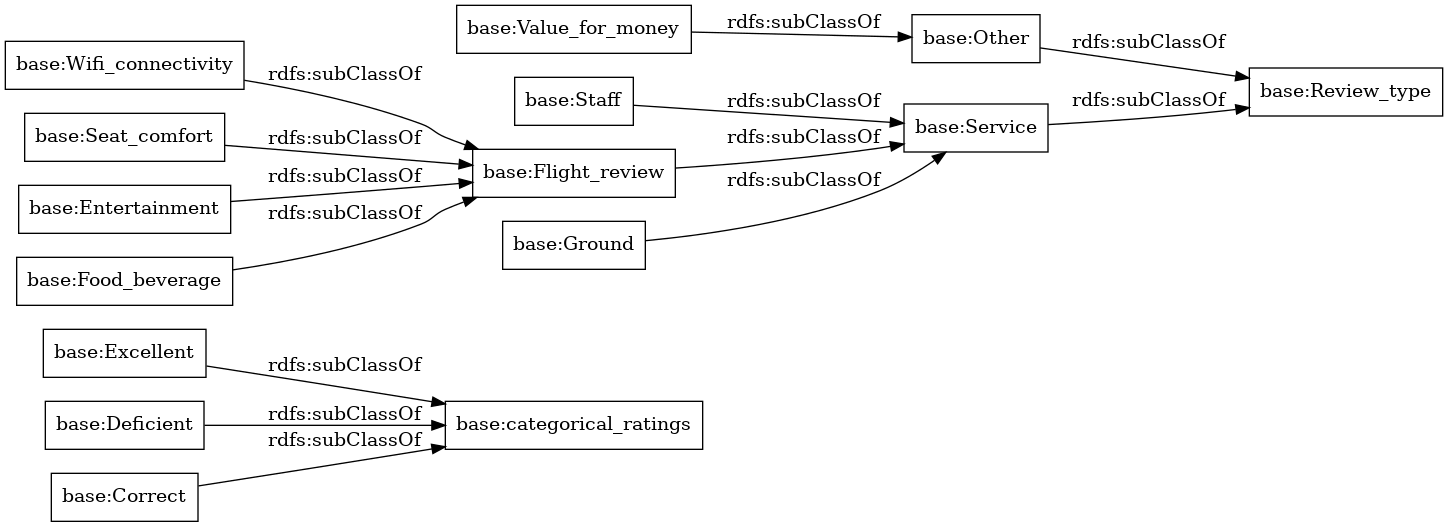 base:Value_for_money
rdfs:subClassOf
base:Other
rdfs:subClassOf
base:Wifi_connectivity
rdfs:subClassOf
base:Staff
rdfs:subClassOf
base:Review_type
base:Seat_comfort
rdfs:subClassOf
rdfs:subClassOf
base:Service
rdfs:subClassOf
base:Entertainment
rdfs:subClassOf
base:Flight_review
rdfs:subClassOf
rdfs:subClassOf
base:Ground
base:Food_beverage
base:Excellent
rdfs:subClassOf
base:Deficient
rdfs:subClassOf
base:categorical_ratings
rdfs:subClassOf
base:Correct